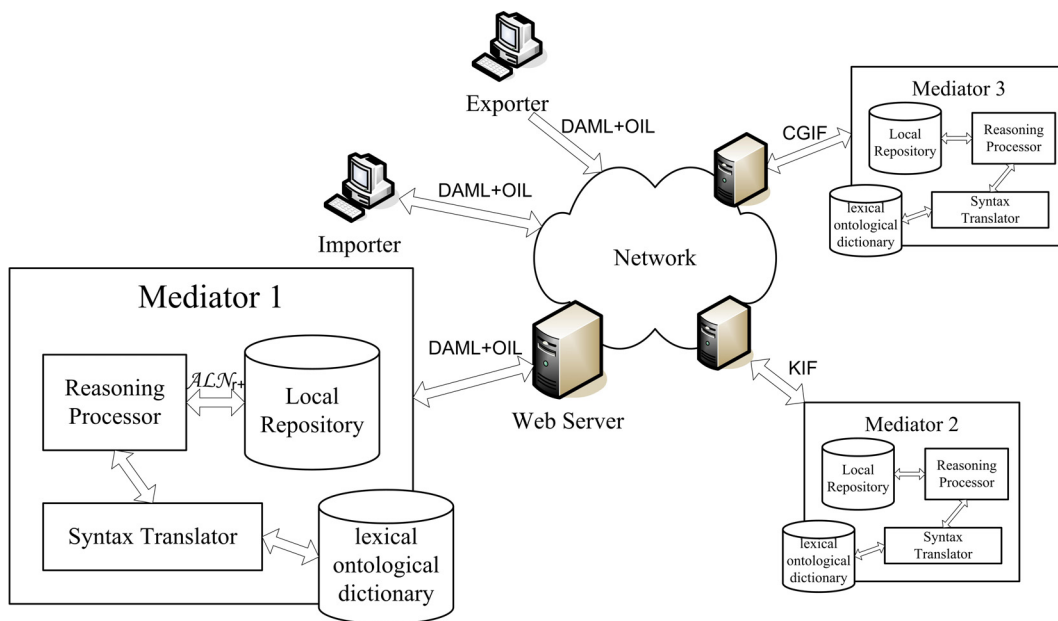 Exporter
DAML+OIL
Importer
DAML+OIL
Network
CGIF
Mediator 3
Local
Repository
Reasoning
Processor
Syntax
Translator
lexical
ontological
dictionary
Mediator 1
Reasoning
Processor
𝒜ℒ𝒩r+
Local
Repository
Syntax Translator
lexical
ontological
dictionary
DAML+OIL
Web Server
KIF
Mediator 2
Local
Repository
Reasoning
Processor
Syntax
Translator
lexical
ontological
dictionary